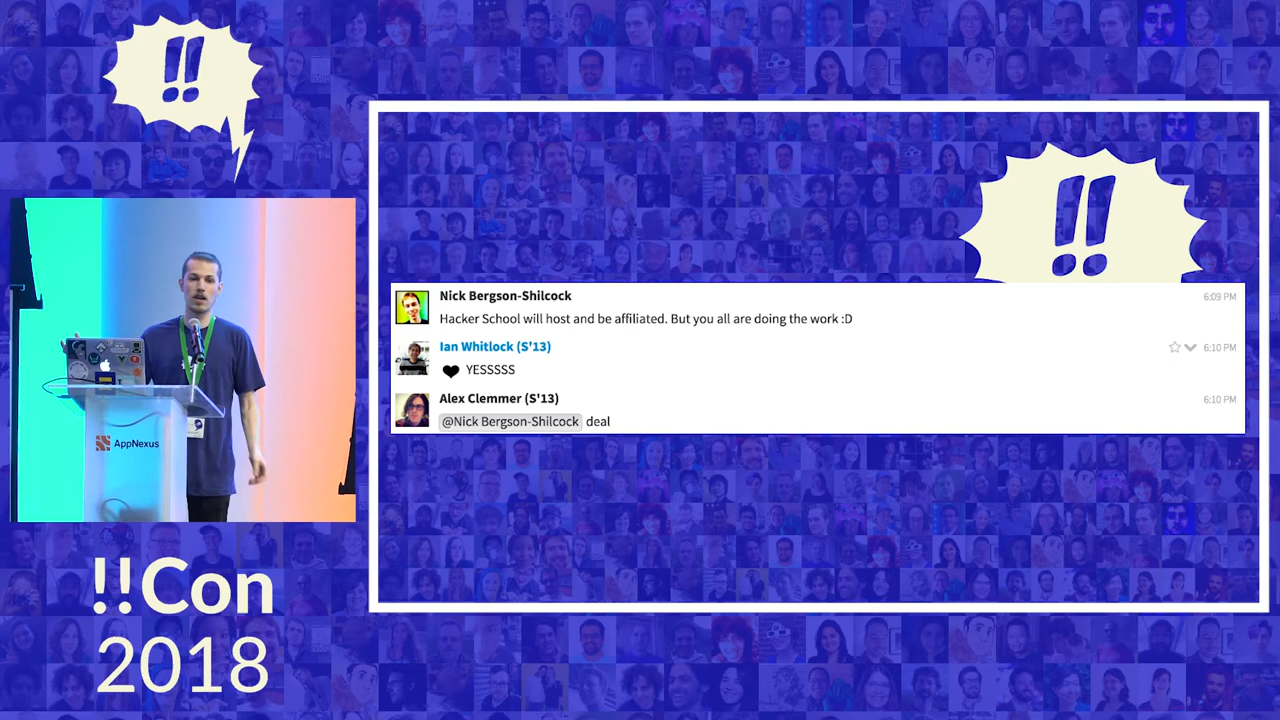 !!
!!
Nick Bergson-Shilcock
6:09 PM
Hacker School will host and be affiliated. But you all are doing the work :D
Ian Whitlock (S'13)
6:10 PM
YESSSSS
Alex Clemmer (S'13)
6:10 PM
@Nick Bergson-Shilcock deal
AppNexus
!!Con
2018